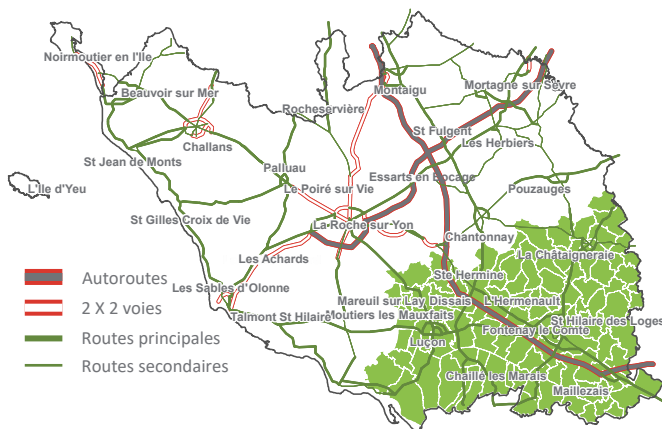 Noirmoutier en l'Ile
Beauvoir sur Mer
Rocheservière
Montaigu
Mortagne sur Sèvre
Challans
St Fulgent
Les Herbiers
St Jean de Monts
Palluau
Essarts en Bocage
Le Poiré sur Vie
L'Ile d'Yeu
Pouzauges
St Gilles Croix de Vie
La Roche sur Yon
Chantonnay
Les Achards
La Châtaigneraie
Ste Hermine
Autoroutes
Les Sables d'Olonne
Mareuil sur Lay Dissais
L'Hermenault
2 X 2 voies
Talmont St Hilaire
Moutiers les Mauxfaits
St Hilaire des Loges
Fontenay le Comte
Routes principales
Luçon
Routes secondaires
Chaillé les Marais
Maillezais